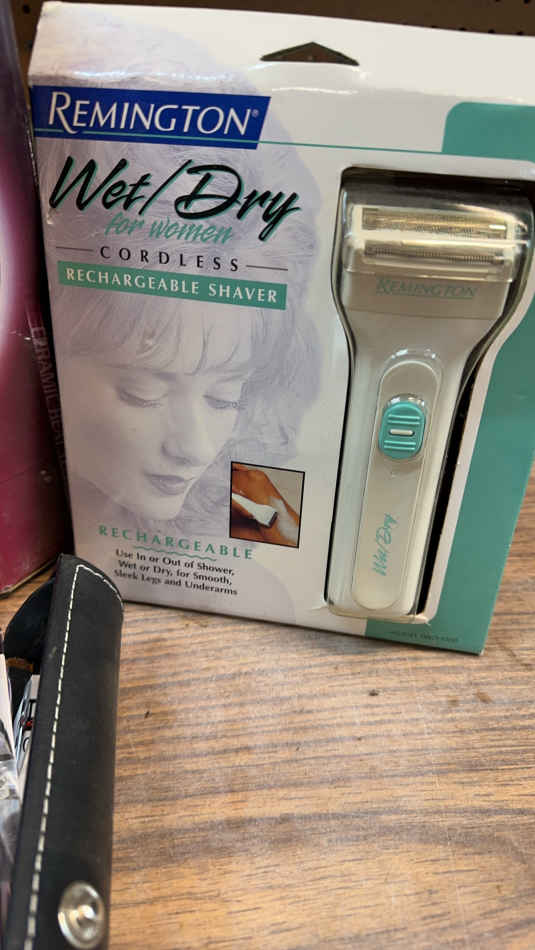 REMINGTON®
Wet/Dry
for women
CORDLESS
RECHARGEABLE SHAVER
REMINGTON
Wet/Dry
RECHARGEABLE
Use In or Out of Shower,
Wet or Dry, for Smooth,
Sleek Legs and Underarms